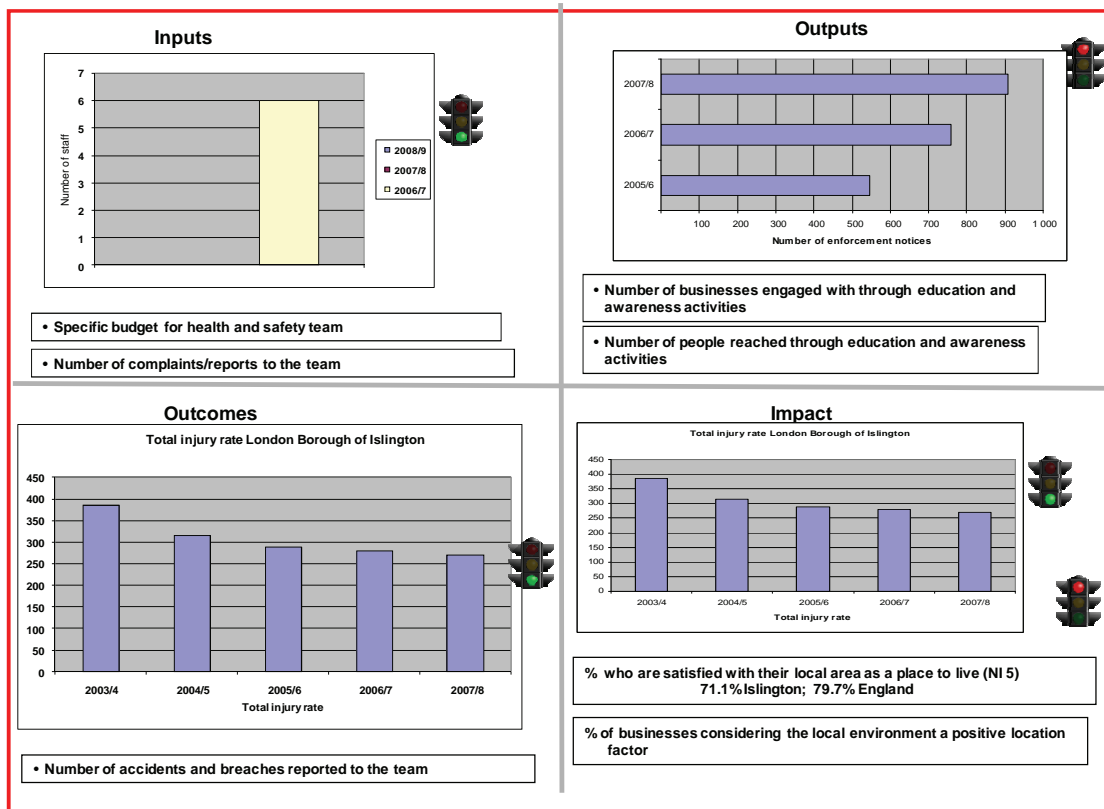 Inputs
7
6
5
4
3
2
1
0
Number of staff
2008/9
2007/8
2006/7
• Specific budget for health and safety team
• Number of complaints/reports to the team
Outputs
2007/8
2006/7
2005/6
100 200 300 400 500 600 700 800 900 1 000
Number of enforcement notices
• Number of businesses engaged with through education and
awareness activities
• Number of people reached through education and awareness
activities
Outcomes
Total injury rate London Borough of Islington
450
400
350
300
250
200
150
100
50
0
2003/4 2004/5 2005/6 2006/7 2007/8
Total injury rate
• Number of accidents and breaches reported to the team
Impact
Total injury rate London Borough of Islington
450
400
350
300
250
200
150
100
50
0
2003/4 2004/5 2005/6 2006/7 2007/8
Total injury rate
% who are satisfied with their local area as a place to live (NI 5)
71.1% Islington; 79.7% England
% of businesses considering the local environment a positive location
factor